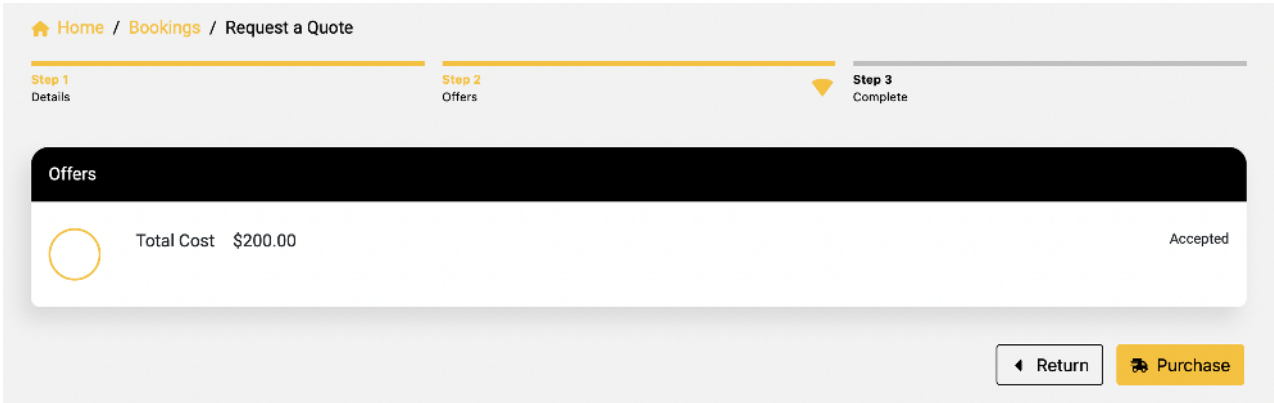 Home / Bookings / Request a Quote
Step 1
Details
Step 2
Offers
Step 3
Complete
Offers
Total Cost $200.00
Accepted
Return
Purchase